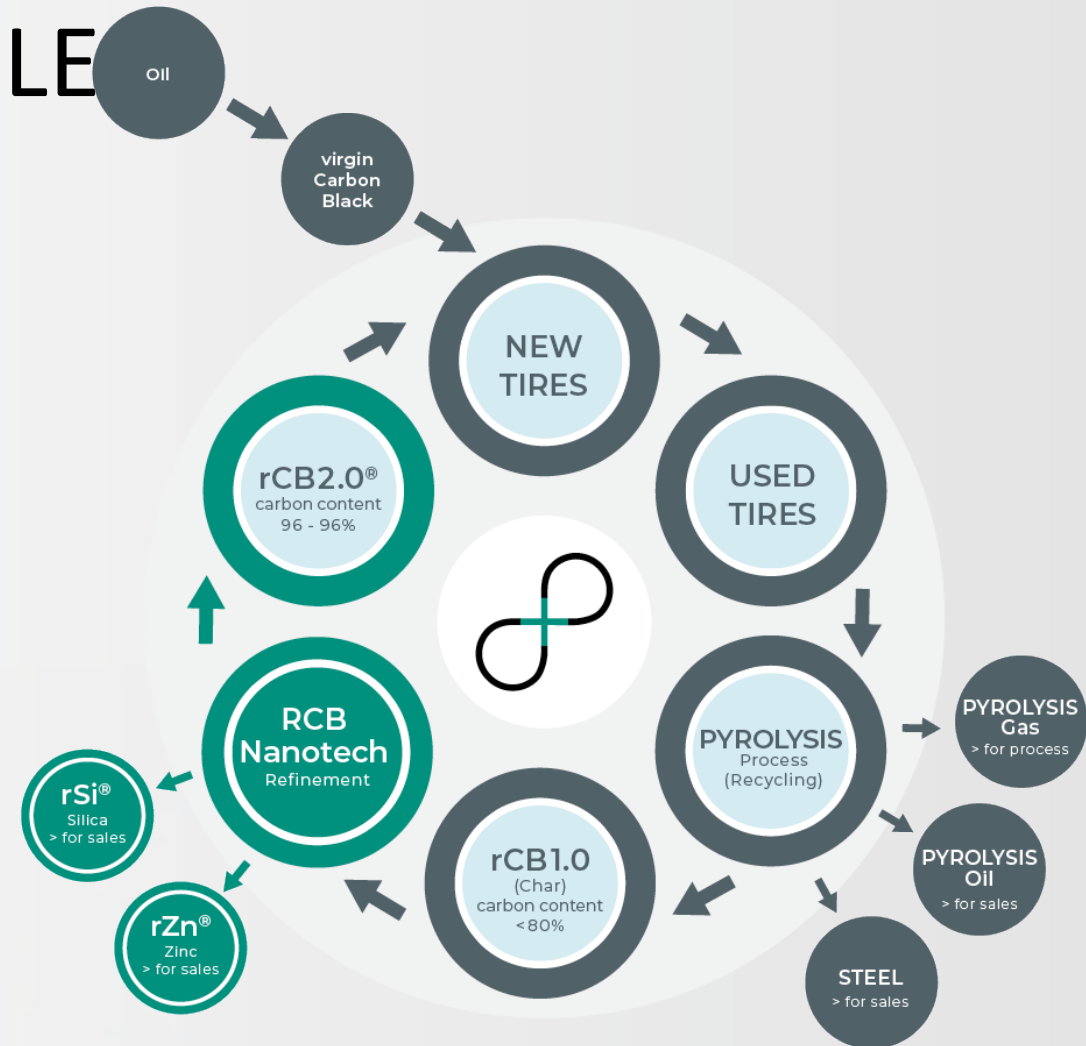 LE
OIl
virgin
Carbon
Black
NEW
TIRES
USED
TIRES
rCB2.0®
carbon content
96 - 96%
RCB
Nanotech
Refinement
PYROLYSIS
Process
(Recycling)
PYROLYSIS
Gas
> for process
rSi®
Silica
> for sales
rCB1.0
(Char)
carbon content
<80%
PYROLYSIS
Oil
> for sales
rZn®
Zinc
> for sales
STEEL
> for sales